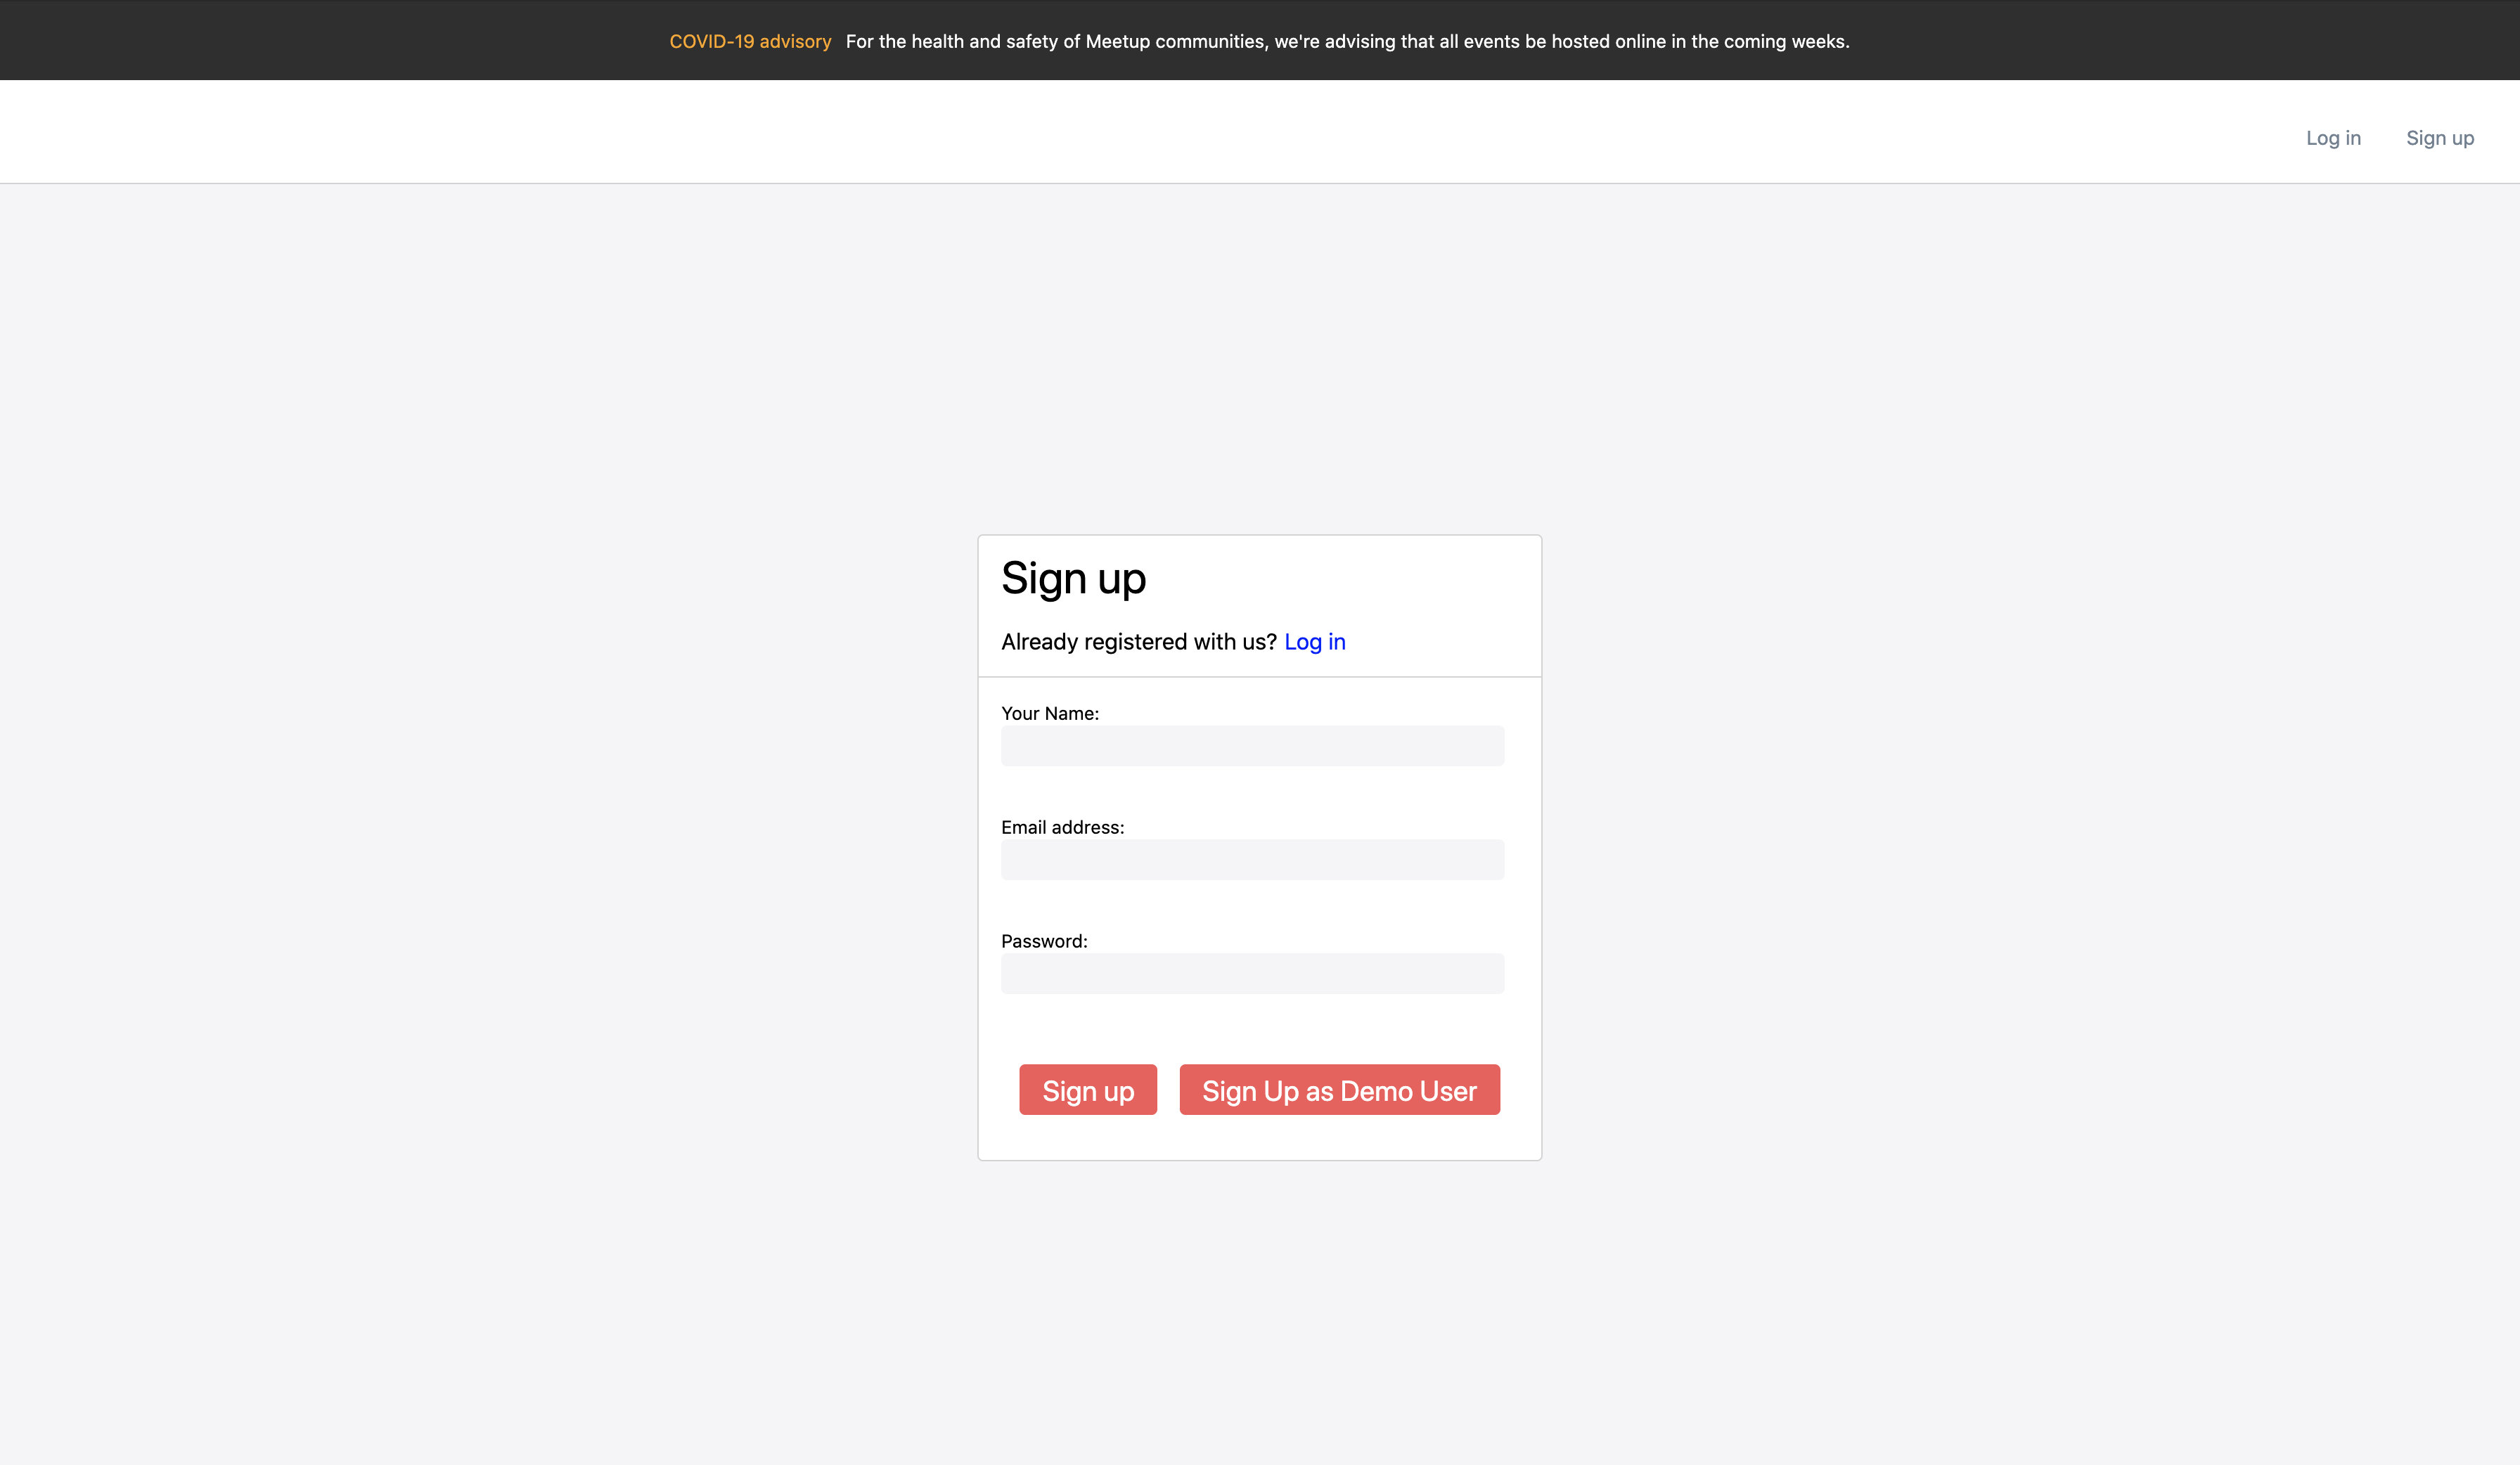 COVID-19 advisory For the health and safety of Meetup communities, we're advising that all events be hosted online in the coming weeks.
Log in Sign up
Sign up
Already registered with us? Log in
Your Name:
Email address:
Password:
Sign up Sign Up as Demo User